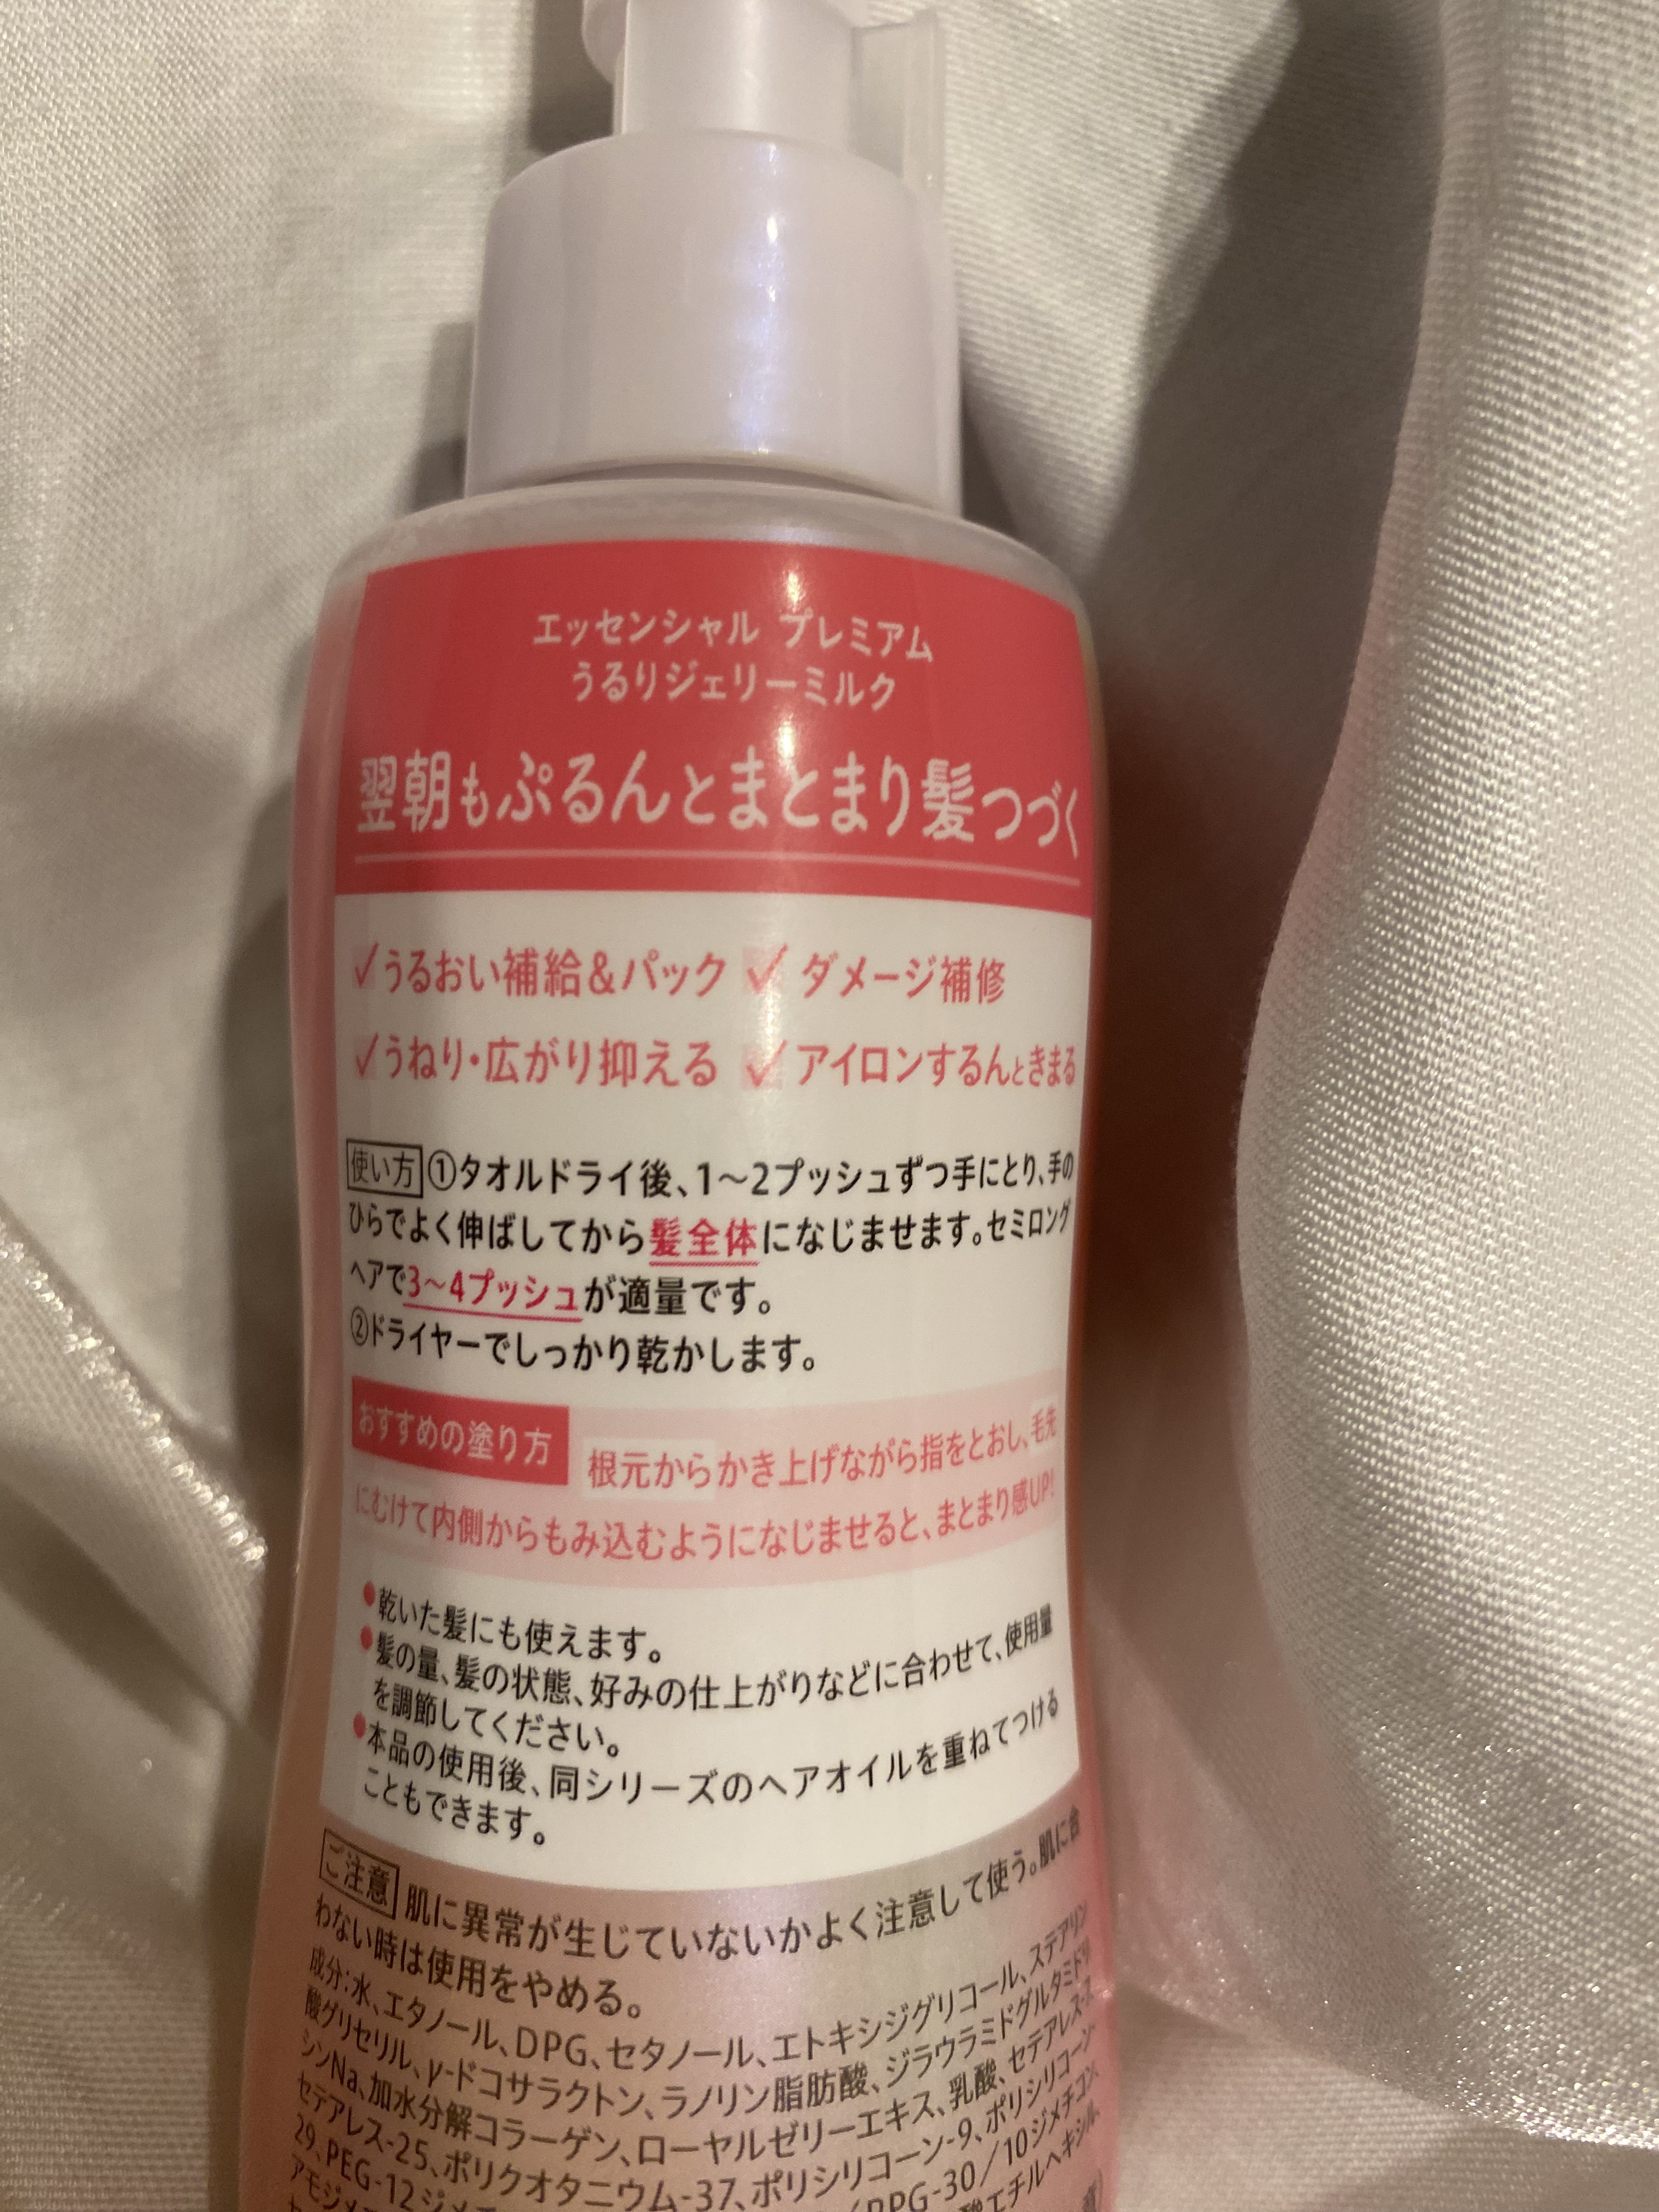 エッセンシャル プレミアム
うるりジェリーミルク
翌朝もぷるんとまとまり髪つづく
✓うるおい補給&パック ✓ダメージ補修
✓うねり・広がり抑える ✓アイロンするんときまる
使い方 ①タオルドライ後、1～2プッシュずつ手にとり、手の
ひらでよく伸ばしてから髪全体になじませます。セミロング
ヘアで3～4プッシュが適量です。
②ドライヤーでしっかり乾かします。
おすすめの塗り方 根元からかき上げながら指をとおし、毛先
にむけて内側からもみ込むようになじませると、まとまり感UP!
●乾いた髪にも使えます。
●髪の量、髪の状態、好みの仕上がりなどに合わせて、使用量
を調節してください。
●本品の使用後、同シリーズのヘアオイルを重ねてつける
こともできます。
ご注意 肌に異常が生じていないかよく注意して使う。肌に合
わない時は使用をやめる。
成分:水、エタノール、DPG、セタノール、エトキシジグリコール、ステアリン
酸グリセリル、γ-ドコサラクトン、ラノリン脂肪酸、ジラウラミドグルタミドリ
シンNa、加水分解コラーゲン、ローヤルゼリーエキス、乳酸、セテアレス-7、
セテアレス-25、ポリクオタニウム-37、ポリシリコーン-9、ポリシリコーン-
29、PEG-12ジメ PPG-30/10ジメチコン、
アモジメ 酸エチルヘキシル、